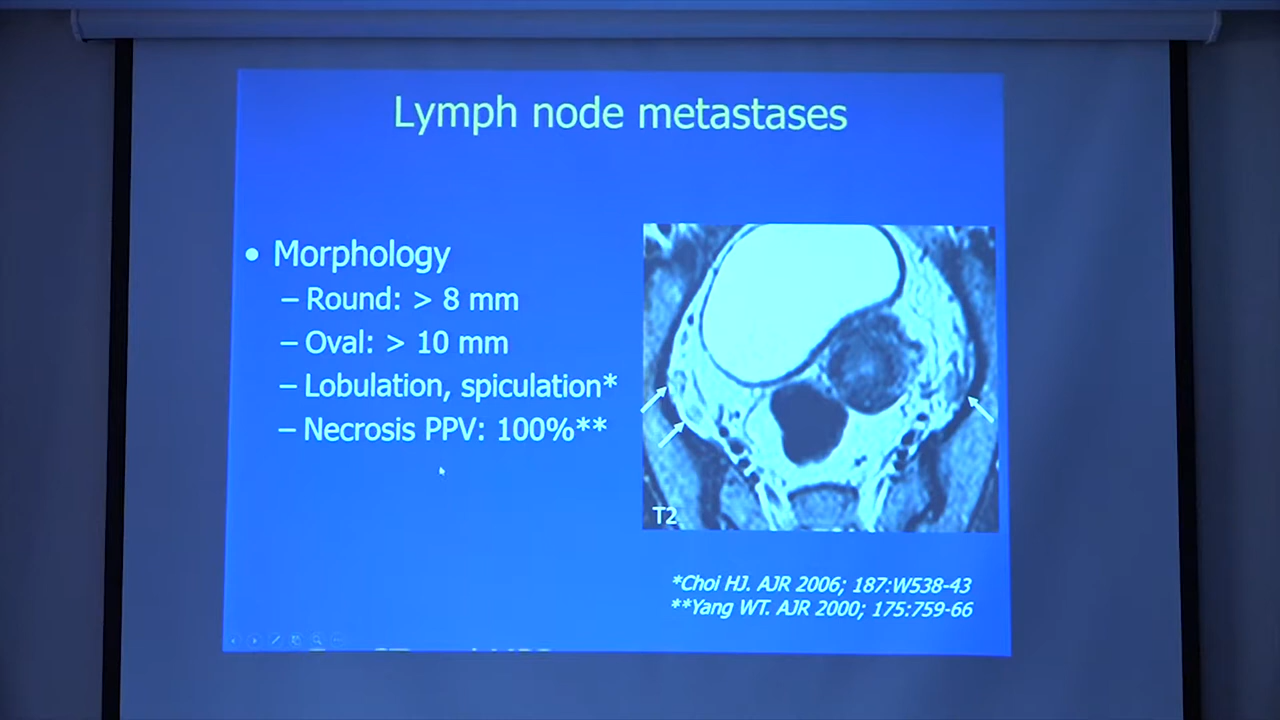 Lymph node metastases
• Morphology
– Round: > 8 mm
– Oval: > 10 mm
– Lobulation, spiculation*
– Necrosis PPV: 100%**
T2
*Choi HJ. AJR 2006; 187:W538-43
**Yang WT. AJR 2000; 175:759-66